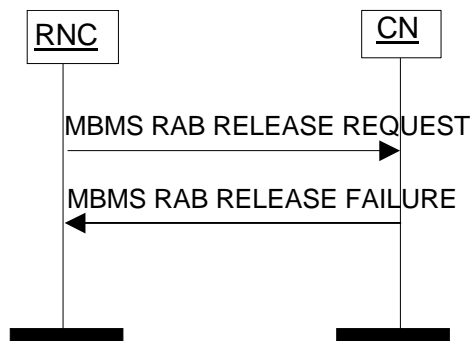 RNC
CN
MBMS RAB RELEASE REQUEST
MBMS RAB RELEASE FAILURE